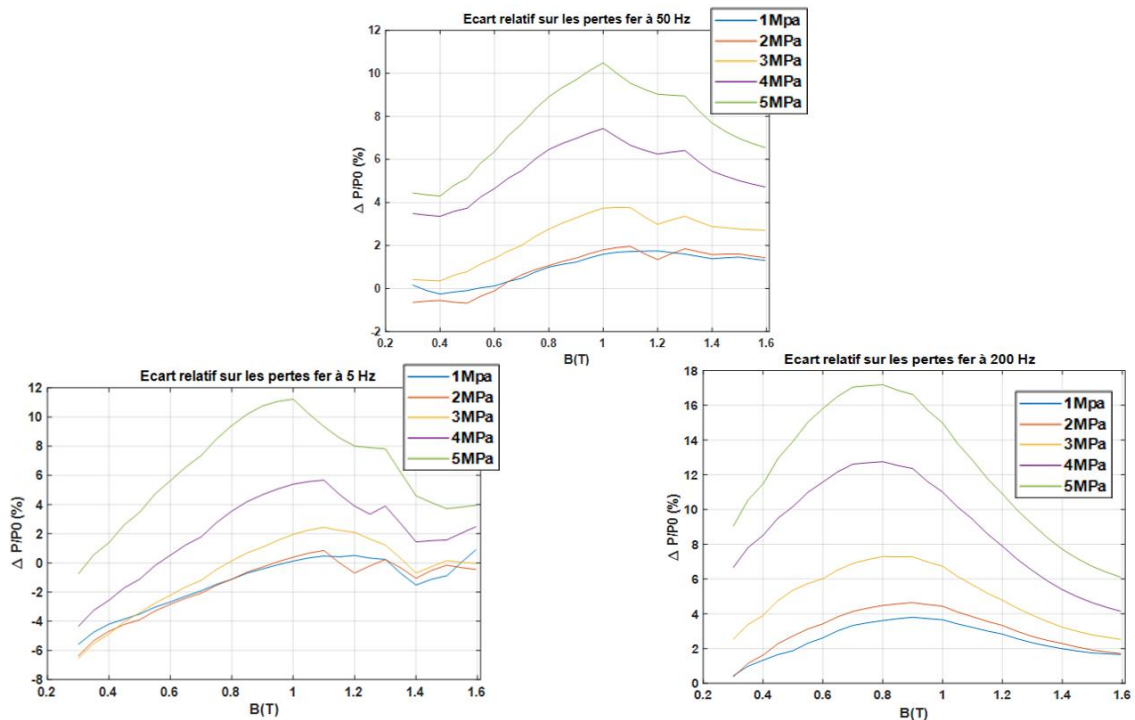 Ecart relatif sur les pertes fer à 50 Hz
1Mpa
2MPa
3MPa
4MPa
5MPa
12
10
8
6
4
2
0
-2
Δ P/P0 (%)
0.2 0.4 0.6 0.8 1 1.2 1.4 1.6
B(T)
Ecart relatif sur les pertes fer à 5 Hz
1Mpa
2MPa
3MPa
4MPa
5MPa
12
10
8
6
4
2
0
-2
-4
-6
-8
Δ P/P0 (%)
0.2 0.4 0.6 0.8 1 1.2 1.4 1.6
B(T)
Ecart relatif sur les pertes fer à 200 Hz
1Mpa
2MPa
3MPa
4MPa
5MPa
18
16
14
12
10
8
6
4
2
0
Δ P/P0 (%)
0.2 0.4 0.6 0.8 1 1.2 1.4 1.6
B(T)